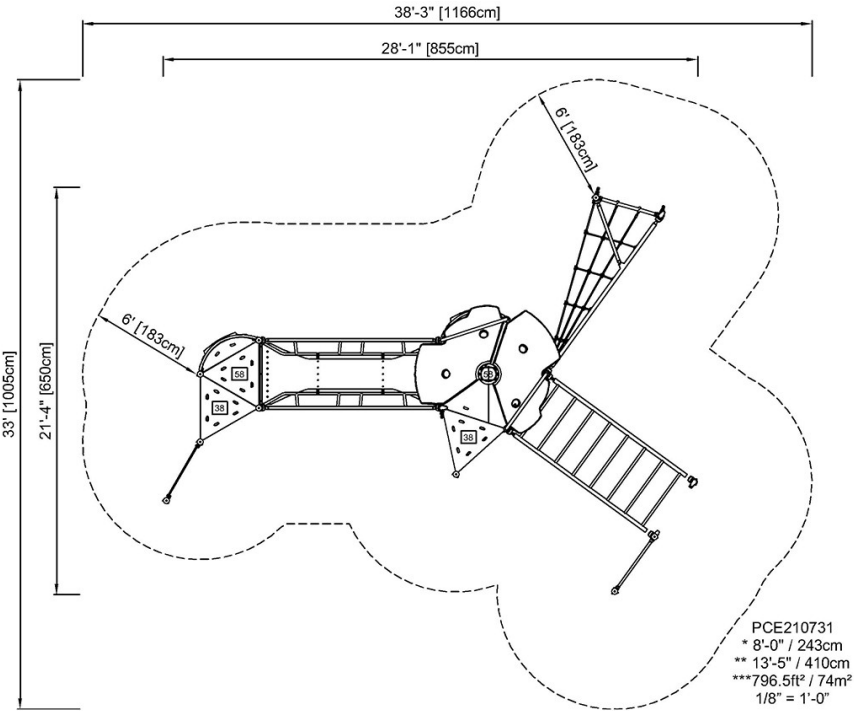 38'-3" [1166cm]
28'-1" [855cm]
6' [183cm]
6' [183cm]
33' [1005cm]
21'-4" [650cm]
58
38
58
38
PCE210731
* 8'-0" / 243cm
** 13'-5" / 410cm
***796.5ft² / 74m²
1/8" = 1'-0"